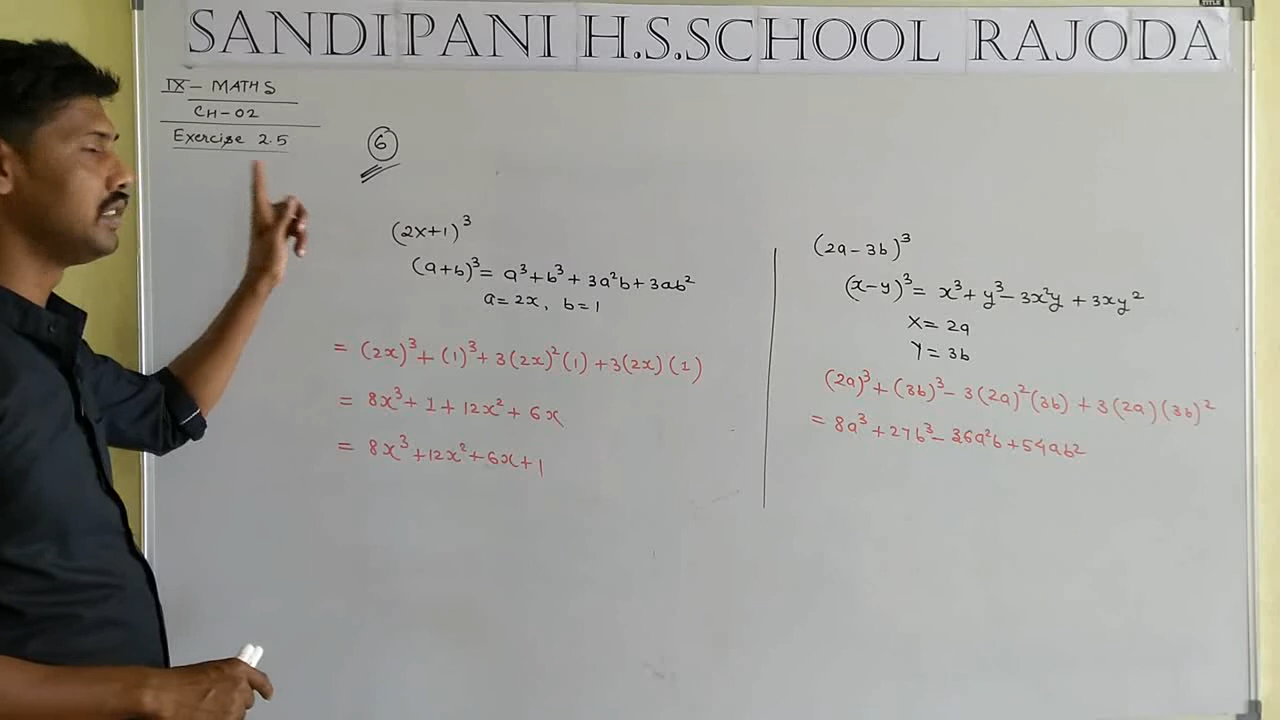 SANDIPANI H.S.SCHOOL RAJODA
IX - MATHS
CH-02
Exercise 2.5
6
(2x+1)³
(a+b)³ = a³+b³+3a²b+3ab²
a=2x, b=1
= (2x)³+(1)³+3(2x)²(1)+3(2x)(1)
= 8x³+1+12x²+6x
= 8x³+12x²+6x+1
(2a-3b)³
(x-y)³ = x³+y³-3x²y+3xy²
X=2a
Y=3b
(2a)³+(3b)³-3(2a)²(3b)+3(2a)(3b)²
= 8a³+27b³-36a²b+54ab²